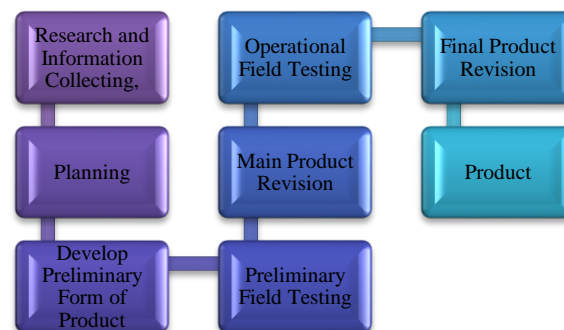 Research and
Information
Collecting,
Planning
Develop
Preliminary
Form of
Product
Preliminary
Field Testing
Main Product
Revision
Operational
Field Testing
Final Product
Revision
Product